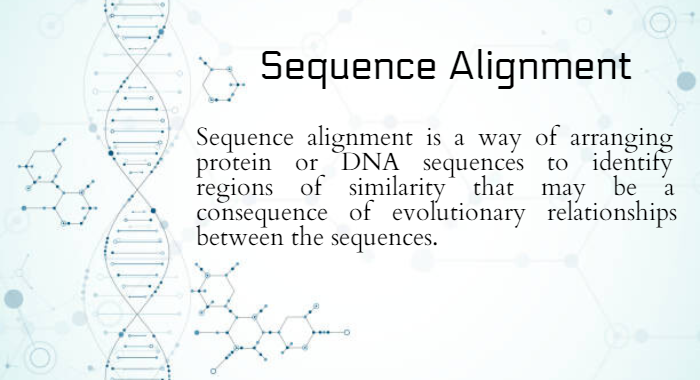 Sequence Alignment
Sequence alignment is a way of arranging
protein or DNA sequences to identify
regions of similarity that may be a
consequence of evolutionary relationships
between the sequences.